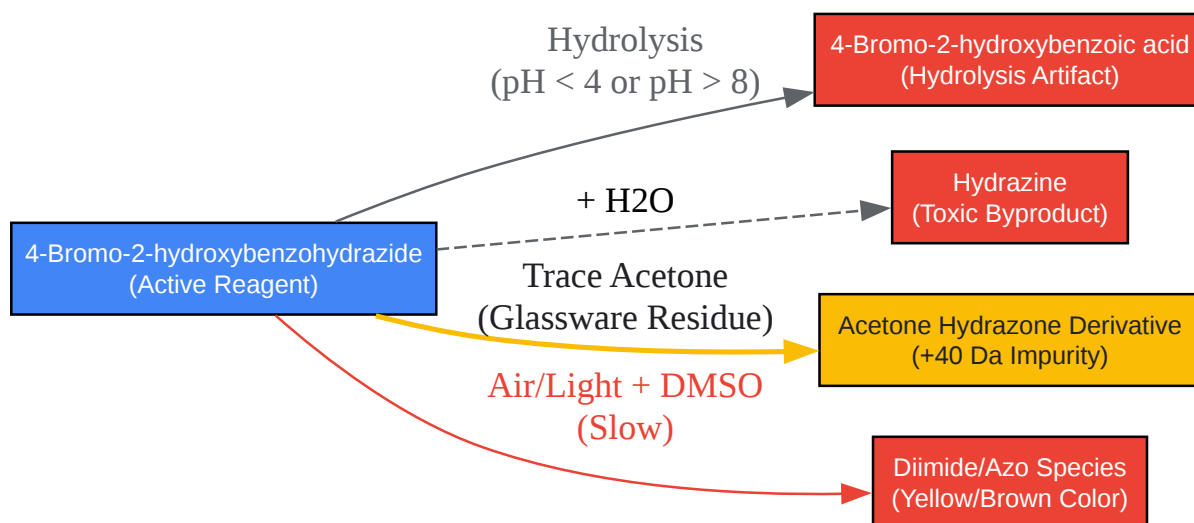 Hydrolysis
(pH < 4 or pH > 8)
4-Bromo-2-hydroxybenzoic acid
(Hydrolysis Artifact)
+ H2O
Hydrazine
(Toxic Byproduct)
4-Bromo-2-hydroxybenzohydrazide
(Active Reagent)
Trace Acetone
(Glassware Residue)
Acetone Hydrazone Derivative
(+40 Da Impurity)
Air/Light + DMSO
(Slow)
Diimide/Azo Species
(Yellow/Brown Color)